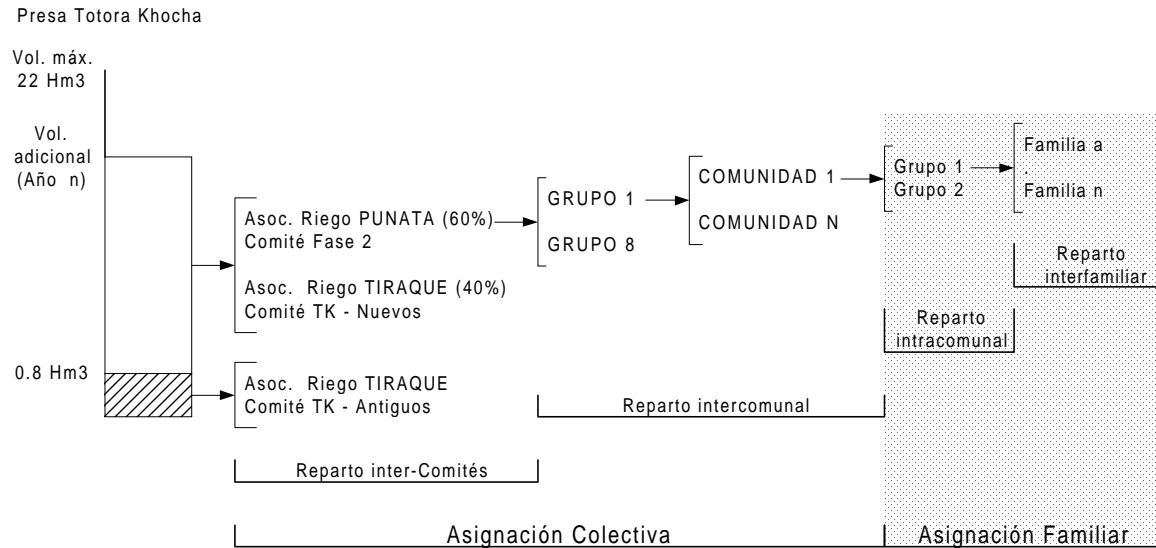 Presa Totora Khocha
Vol. máx.
22 Hm3
Vol.
adicional
(Año n)
0.8 Hm3
Asoc. Riego PUNATA (60%)
Comité Fase 2
Asoc. Riego TIRAQUE (40%)
Comité TK - Nuevos
Asoc. Riego TIRAQUE
Comité TK - Antiguos
GRUPO 1
GRUPO 8
COMUNIDAD 1
COMUNIDAD N
Grupo 1
Grupo 2
Familia a
.
Familia n
Reparto
interfamiliar
Reparto
intracomunal
Reparto intercomunal
Reparto inter-Comités
Asignación Colectiva
Asignación Familiar